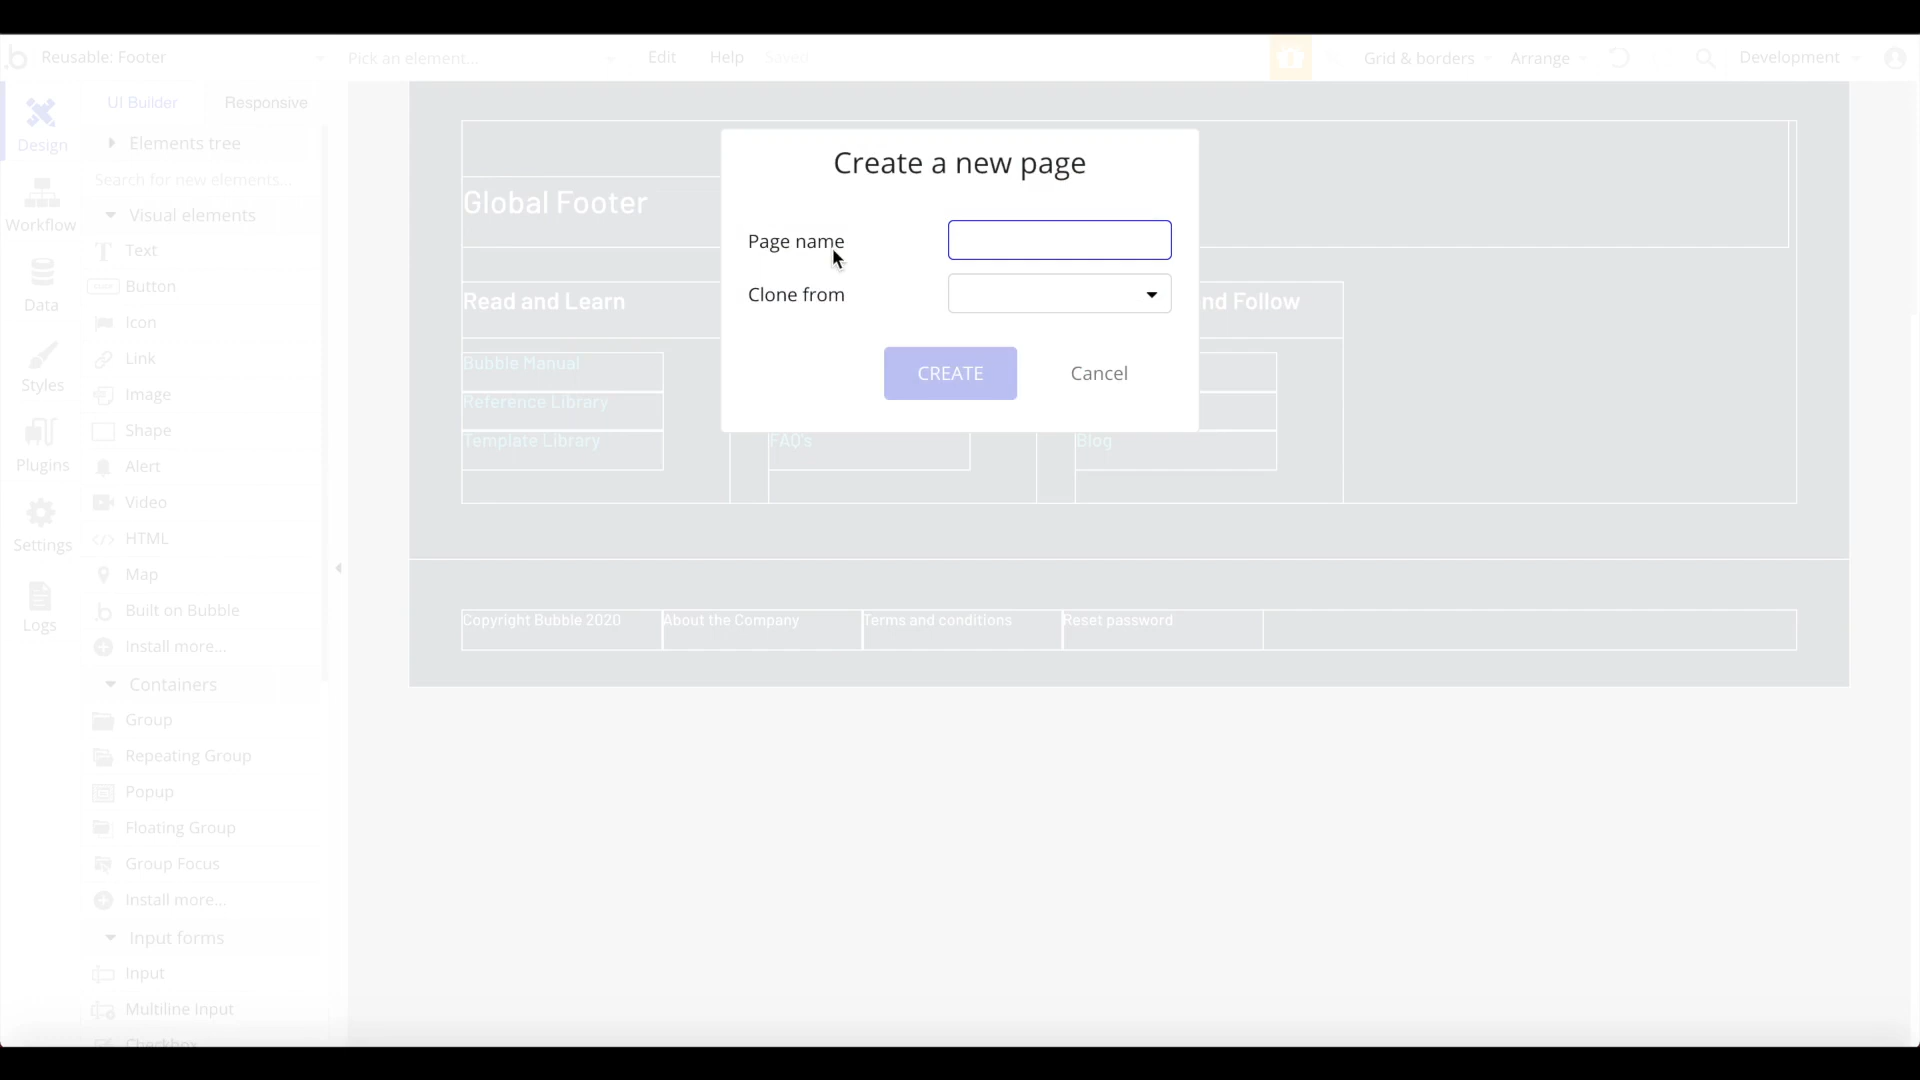 Reusable: Footer
Pick an element...
Edit
Help
Saved
Grid & borders
Arrange
Development
UI Builder
Responsive
Design
Workflow
Data
Styles
Plugins
Settings
Logs
Elements tree
Search for new elements...
Visual elements
Text
Button
Icon
Link
Image
Shape
Alert
Video
HTML
Map
Built on Bubble
Install more...
Containers
Group
Repeating Group
Popup
Floating Group
Group Focus
Install more...
Input forms
Input
Multiline Input
Checkbox
Create a new page
Page name
Clone from
CREATE
Cancel
Global Footer
Read and Learn
Bubble Manual
Reference Library
Template Library
FAQ's
nd Follow
Blog
Copyright Bubble 2020
About the Company
Terms and conditions
Reset password